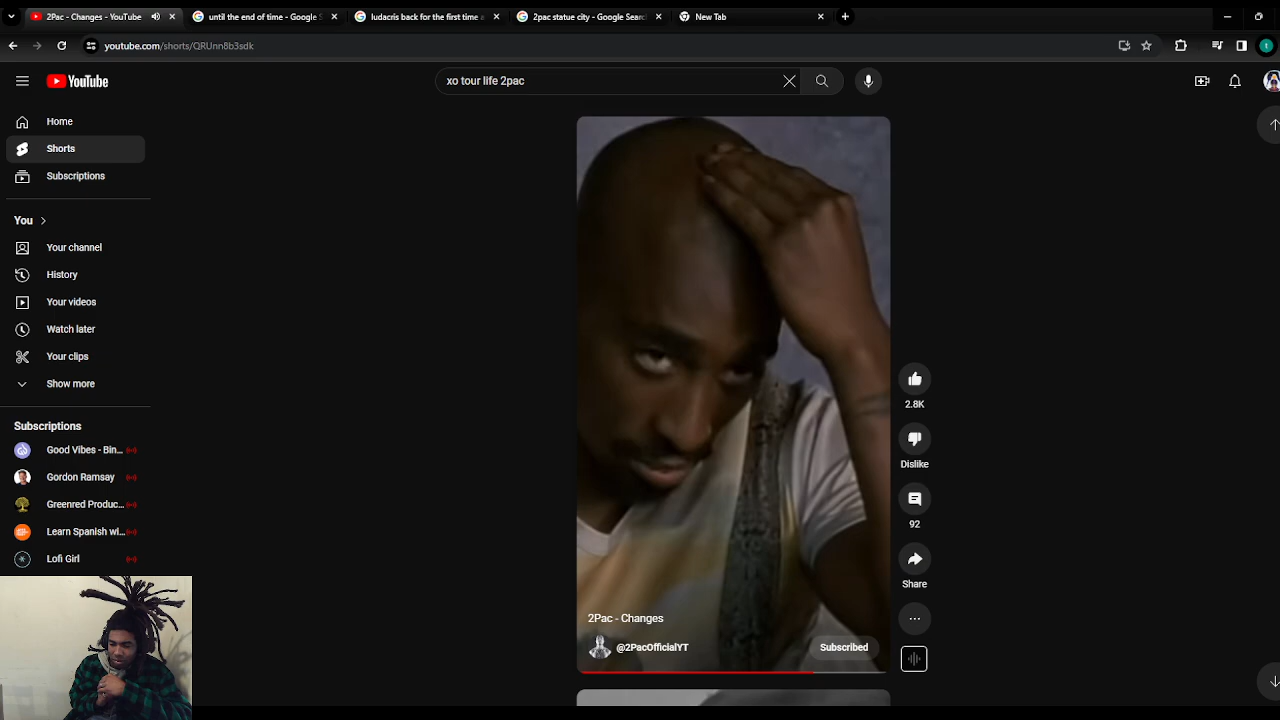 2Pac - Changes - YouTube
until the end of time - Google S
ludacris back for the first time a
2pac statue city - Google Search
New Tab
youtube.com/shorts/QRUnn8b3sdk
t
YouTube
xo tour life 2pac
Home
Shorts
Subscriptions
You
Your channel
History
Your videos
Watch later
Your clips
Show more
Subscriptions
Good Vibes - Bin...
Gordon Ramsay
Greenred Produc...
Learn Spanish wi...
Lofi Girl
2.8K
Dislike
92
Share
2Pac - Changes
@2PacOfficialYT
Subscribed